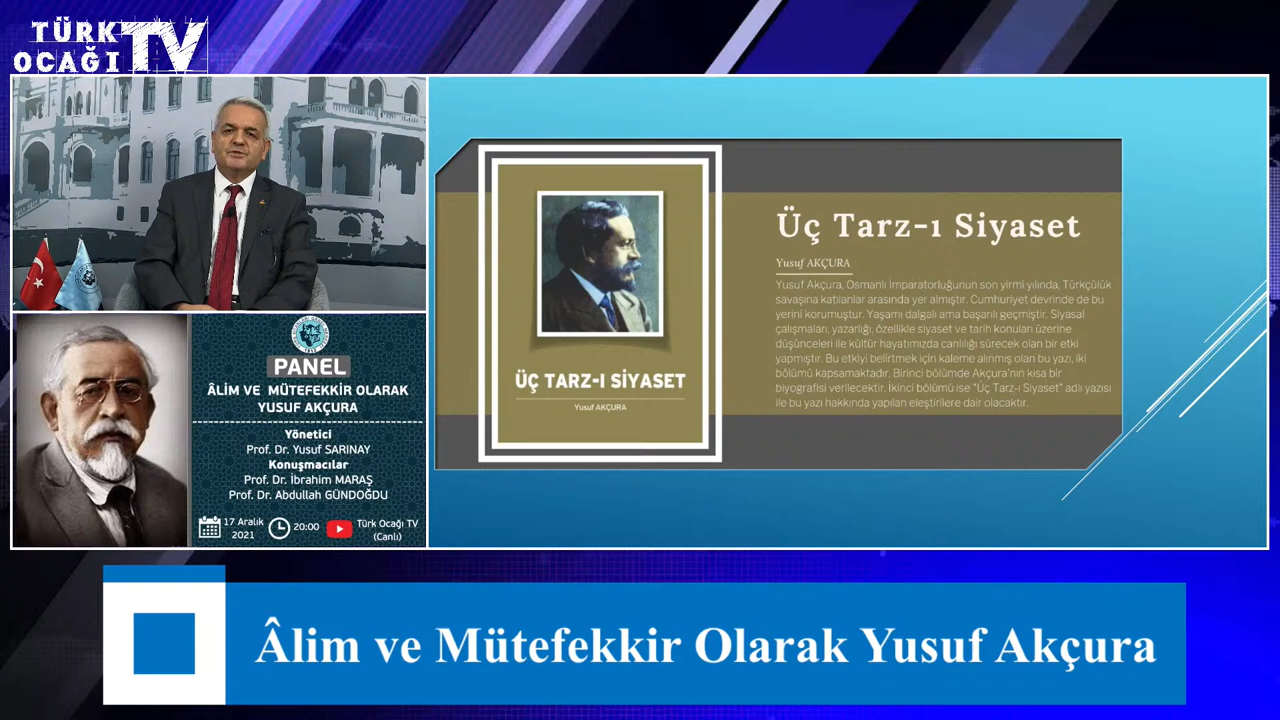 TÜRK
OCAĞI TV
PANEL
ÂLİM VE MÜTEFEKKİR OLARAK
YUSUF AKÇURA
Yönetici
Prof. Dr. Yusuf SARINAY
Konuşmacılar
Prof. Dr. İbrahim MARAŞ
Prof. Dr. Abdullah GÜNDOĞDU
17 Aralık
2021
20:00
Türk Ocağı TV
(Canlı)
ÜÇ TARZ-I SİYASET
Yusuf AKÇURA
Üç Tarz-ı Siyaset
Yusuf AKÇURA
Yusuf Akçura, Osmanlı İmparatorluğunun son yirmi yılında, Türkçülük
savaşına katılanlar arasında yer almıştır. Cumhuriyet devrinde de bu
yerini korumuştur. Yaşamı dalgalı ama başarılı geçmiştir. Siyasal
çalışmaları, yazarlığı, özellikle siyaset ve tarih konuları üzerine
düşünceleri ile kültür hayatımızda canlılığı sürecek olan bir etki
yapmıştır. Bu etkiyi belirtmek için kaleme alınmış olan bu yazı, iki
bölümü kapsamaktadır. Birinci bölümde Akçura'nın kısa bir
biyografisi verilecektir. İkinci bölümü ise "Üç Tarz-ı Siyaset" adlı yazısı
ile bu yazı hakkında yapılan eleştirilere dair olacaktır.
Âlim ve Mütefekkir Olarak Yusuf Akçura